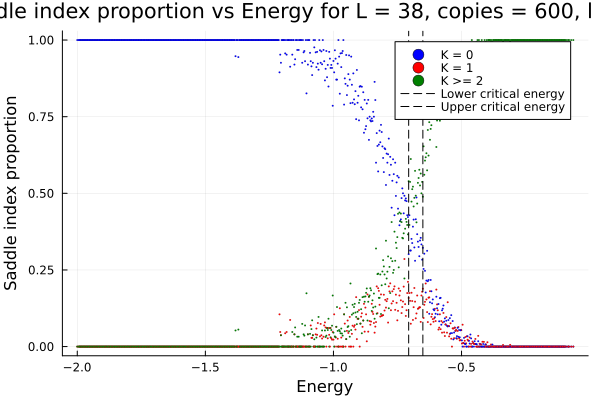 Saddle index proportion vs Energy for L = 38, copies = 600,
1.00
0.75
0.50
0.25
0.00
Saddle index proportion
K = 0
K = 1
K >= 2
Lower critical energy
Upper critical energy
−2.0 −1.5 −1.0 −0.5
Energy